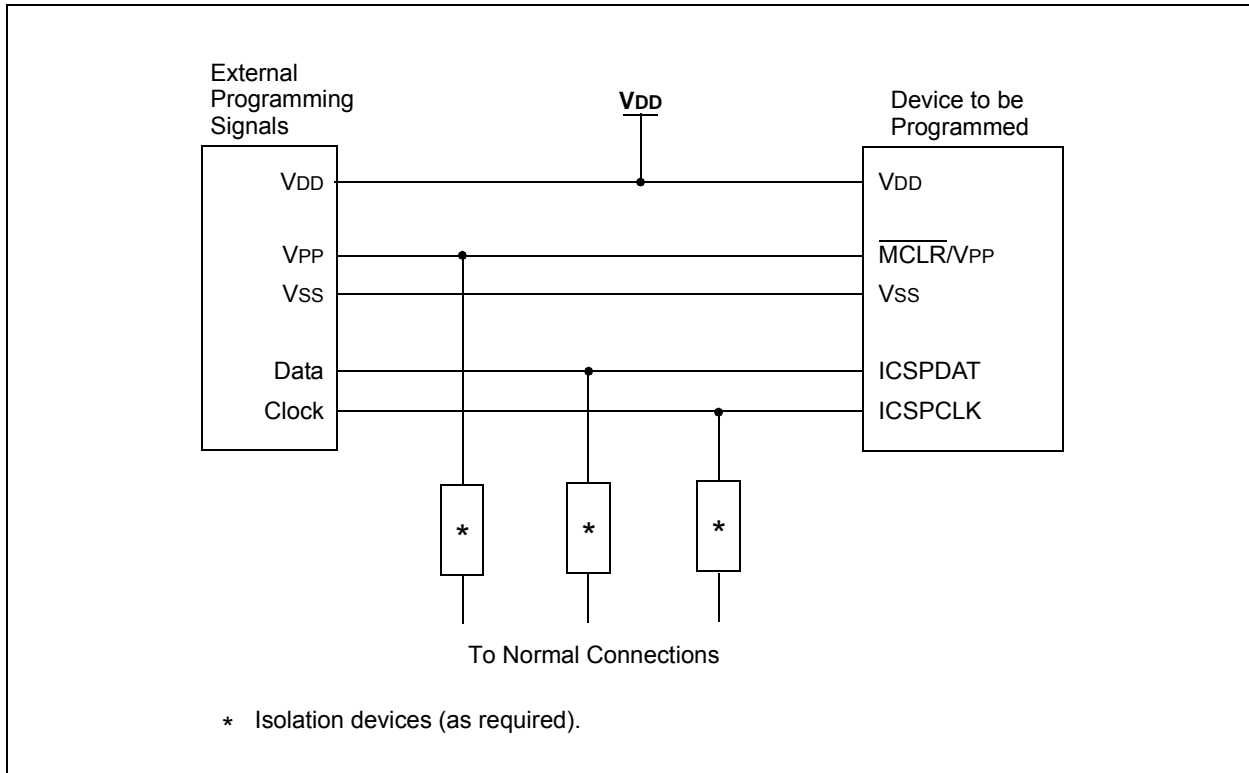 External
Programming
Signals
VDD
Device to be
Programmed
VDD
VPP
VSS
Data
Clock
VDD
MCLR/VPP
VSS
ICSPDAT
ICSPCLK
*
*
*
To Normal Connections
* Isolation devices (as required).